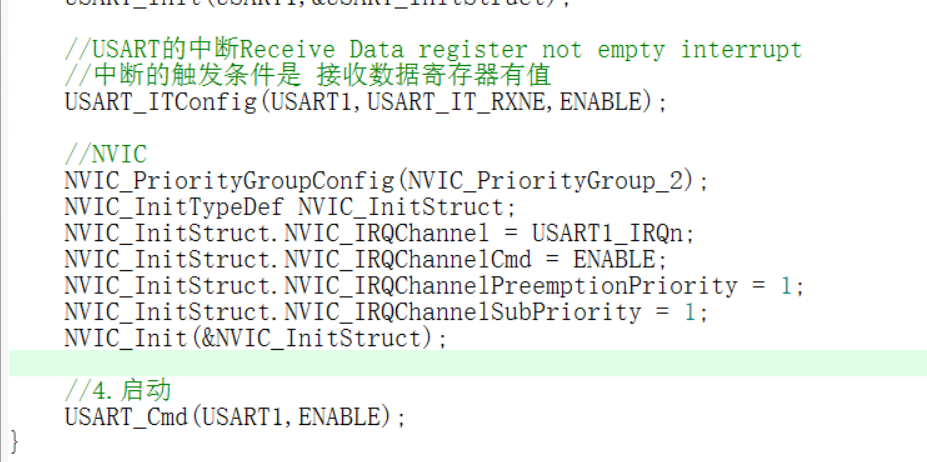 USART_Init(USART1,&USART_InitStruct);
//USART的中断Receive Data register not empty interrupt
//中断的触发条件是 接收数据寄存器有值
USART_ITConfig(USART1,USART_IT_RXNE,ENABLE);
//NVIC
NVIC_PriorityGroupConfig(NVIC_PriorityGroup_2);
NVIC_InitTypeDef NVIC_InitStruct;
NVIC_InitStruct.NVIC_IRQChannel = USART1_IRQn;
NVIC_InitStruct.NVIC_IRQChannelCmd = ENABLE;
NVIC_InitStruct.NVIC_IRQChannelPreemptionPriority = 1;
NVIC_InitStruct.NVIC_IRQChannelSubPriority = 1;
NVIC_Init(&NVIC_InitStruct);
//4.启动
USART_Cmd(USART1,ENABLE);
}